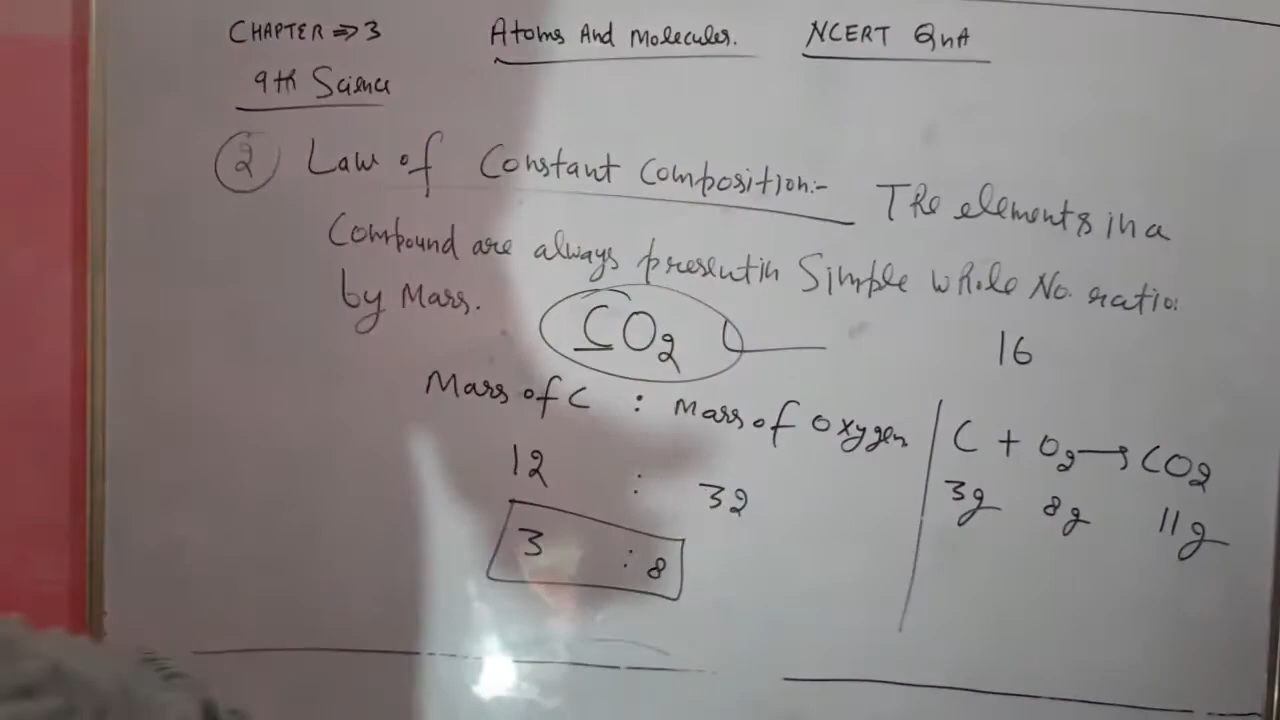 CHAPTER ⇒ 3 Atoms And Molecules. NCERT QnA
9th Science
② Law of Constant Composition:- The elements in a
Compound are always present in Simple whole No. ratio
by Mass.
CO2
16
Mass of C : Mass of Oxygen
12 : 32
3 : 8
C + O2 → CO2
3g 8g 11g